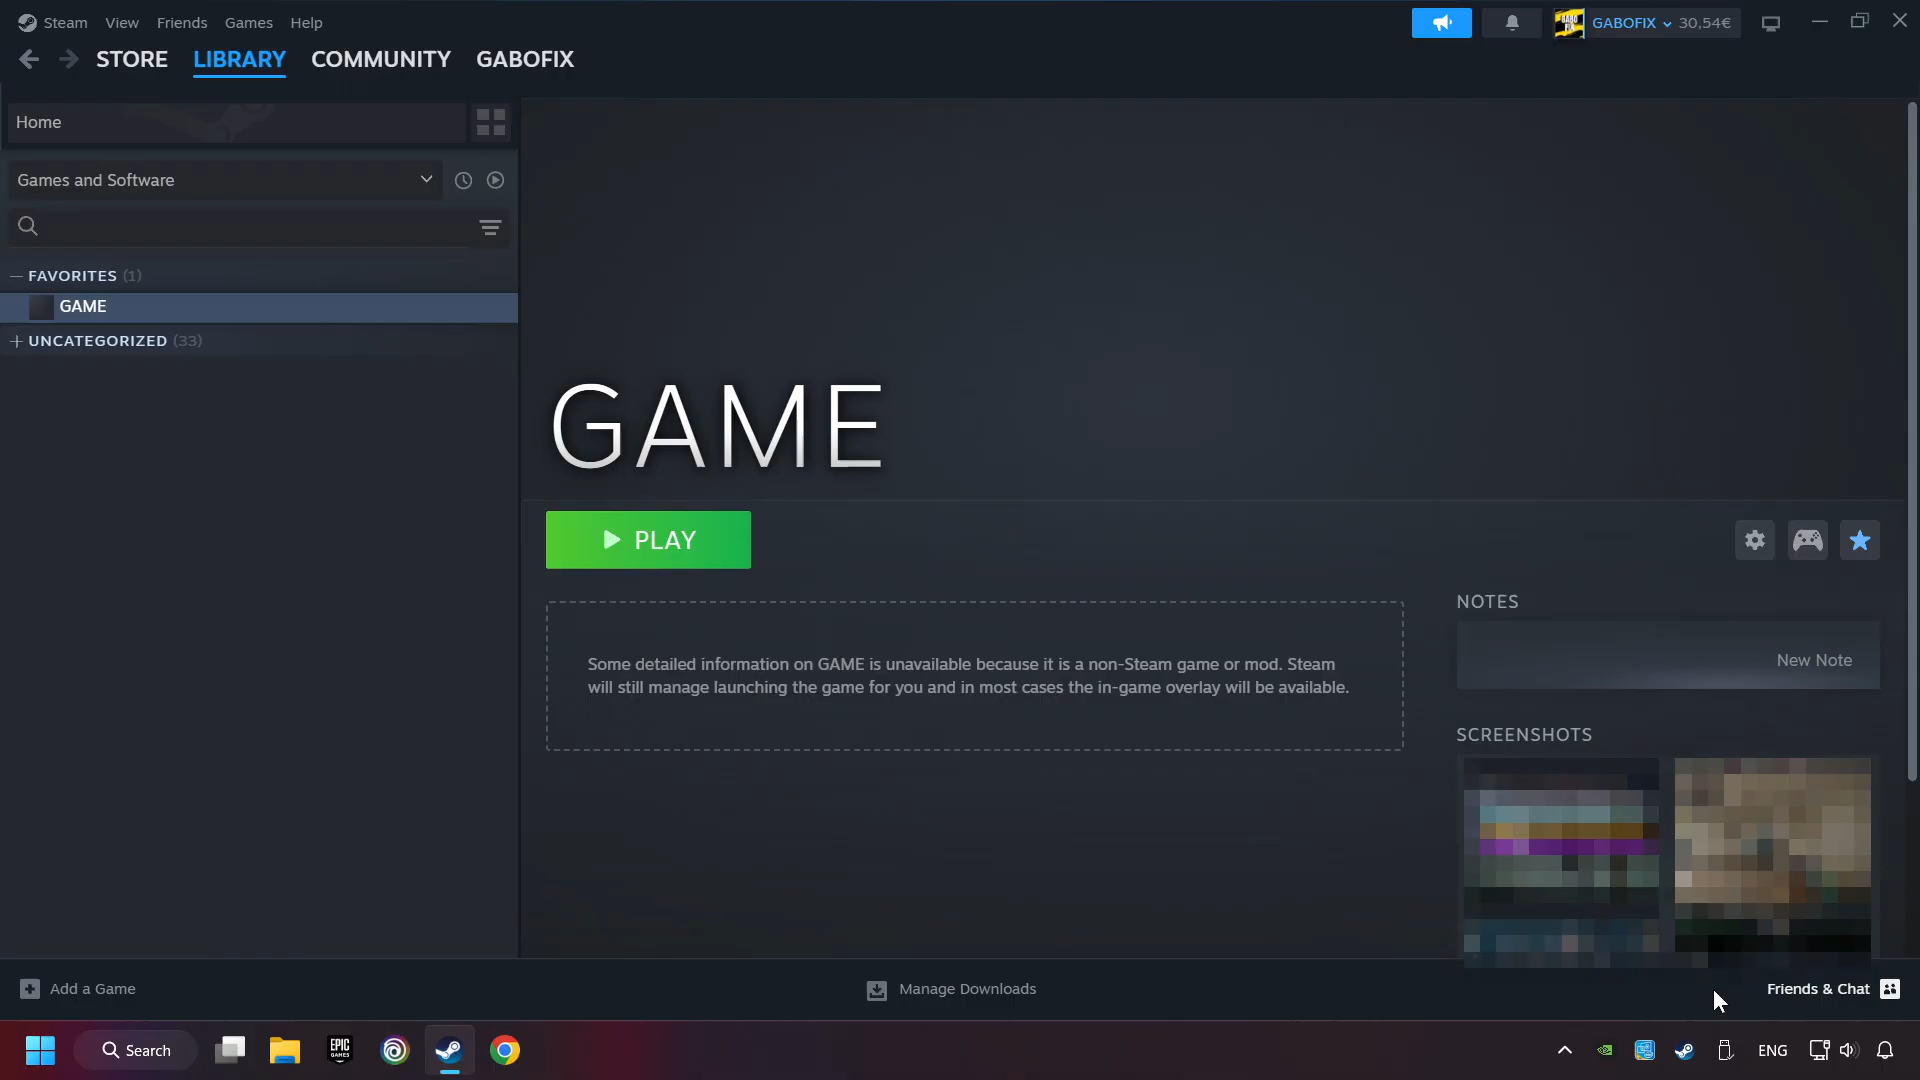 Steam View Friends Games Help
GABOFIX 30,54€
STORE LIBRARY COMMUNITY GABOFIX
Home
Games and Software
— FAVORITES (1)
GAME
+ UNCATEGORIZED (33)
GAME
PLAY
Some detailed information on GAME is unavailable because it is a non-Steam game or mod. Steam
will still manage launching the game for you and in most cases the in-game overlay will be available.
NOTES
New Note
SCREENSHOTS
Add a Game
Manage Downloads
Friends & Chat
Search
EPIC
GAMES
ENG